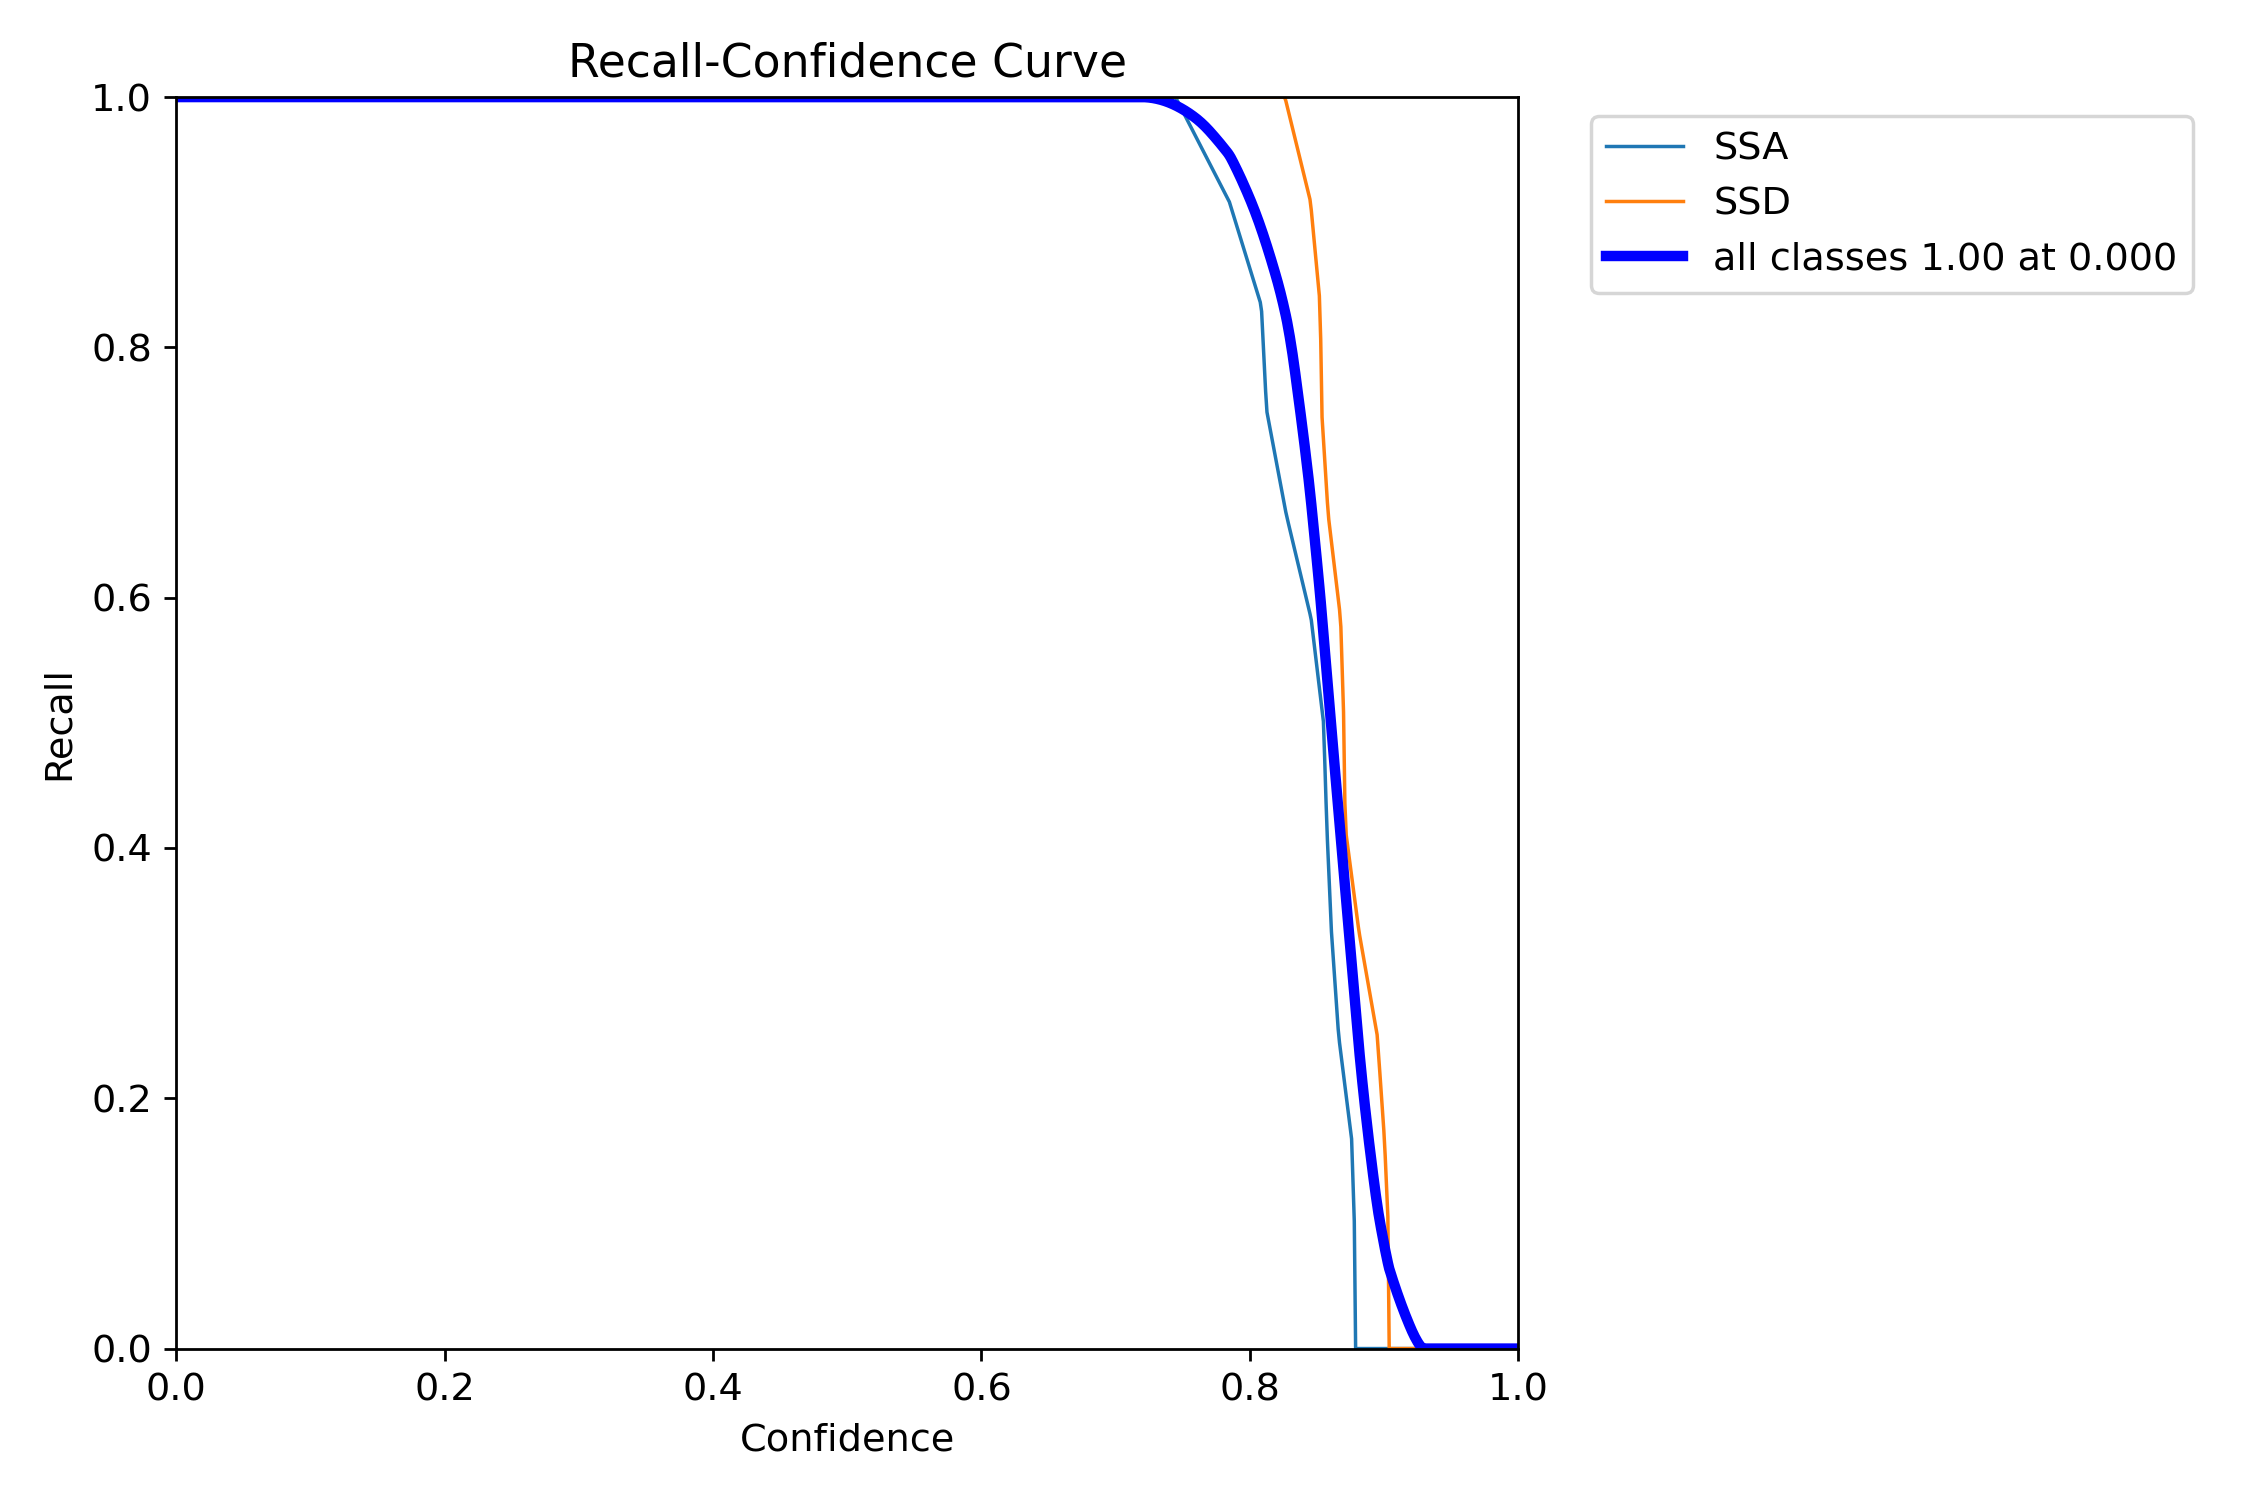 Recall-Confidence Curve
1.0
0.8
0.6
0.4
0.2
0.0
Recall
0.0 0.2 0.4 0.6 0.8 1.0
Confidence
SSA
SSD
all classes 1.00 at 0.000